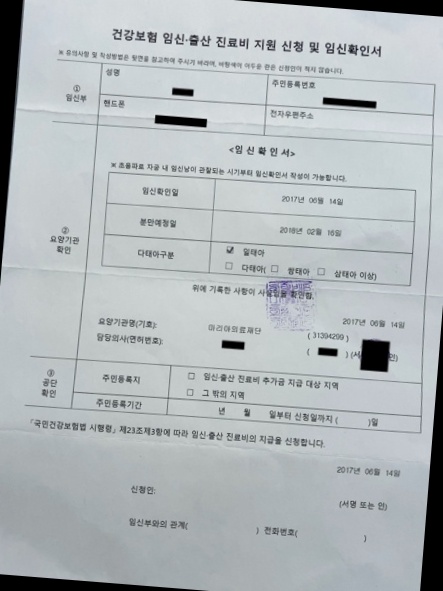 건강보험 임신·출산 진료비 지원 신청 및 임신확인서
※ 유의사항 및 작성방법은 뒷면을 참고하여 주시기 바라며, 바탕색이 어두운 란은 신청인이 적지 않습니다.
① 임신부
성명
주민등록번호
핸드폰
전자우편주소
<임 신 확 인 서>
※ 초음파로 자궁 내 임신낭이 관찰되는 시기부터 임신확인서 작성이 가능합니다.
② 요양기관 확인
임신확인일 2017년 06월 14일
분만예정일 2018년 02월 16일
다태아구분 ☑ 일태아
☐ 다태아( ☐ 쌍태아 ☐ 삼태아 이상)
위에 기록한 사항이 사실임을 확인함.
2017년 06월 14일
요양기관명(기호): 마리아의료재단 ( 31394299 )
담당의사(면허번호): ( ) (서 인)
③ 공단 확인
주민등록지 ☐ 임신·출산 진료비 추가금 지급 대상 지역
☐ 그 밖의 지역
주민등록기간 년 월 일부터 신청일까지 ( )일
「국민건강보험법 시행령」제23조제3항에 따라 임신·출산 진료비의 지급을 신청합니다.
2017년 06월 14일
신청인: (서명 또는 인)
임신부와의 관계( ) 전화번호( )